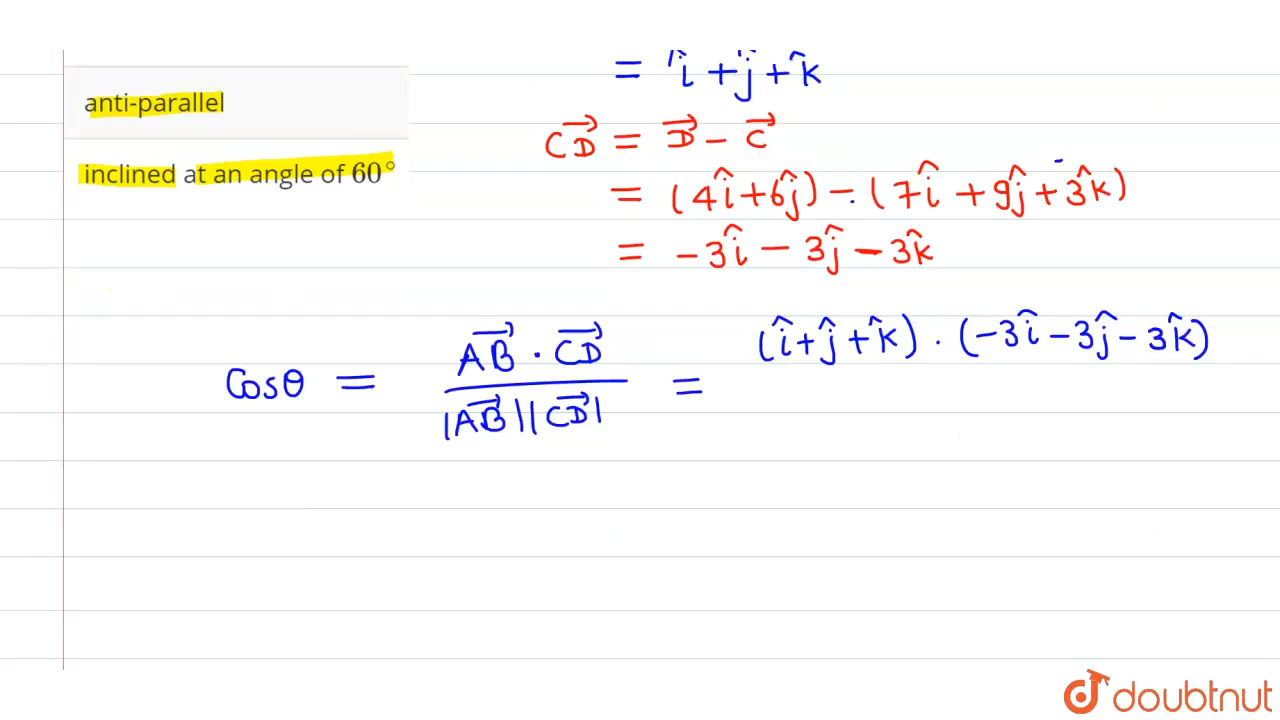 = î + ĵ + k̂
anti-parallel
CD⃗ = D⃗ - C⃗
inclined at an angle of 60°
= (4î + 6ĵ) - (7î + 9ĵ + 3k̂)
= -3î - 3ĵ - 3k̂
Cosθ = AB⃗ · CD⃗ / |AB⃗||CD⃗| = (î + ĵ + k̂) · (-3î - 3ĵ - 3k̂)
doubtnut